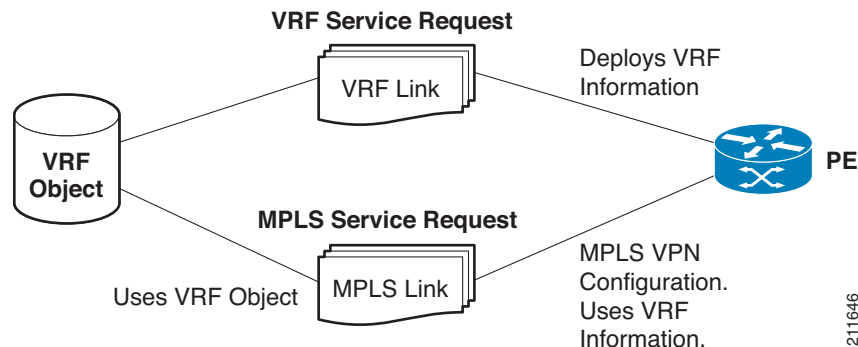 VRF Service Request
VRF Link
Deploys VRF
Information
VRF
Object
PE
MPLS Service Request
Uses VRF Object
MPLS Link
MPLS VPN
Configuration.
Uses VRF
Information.
211646